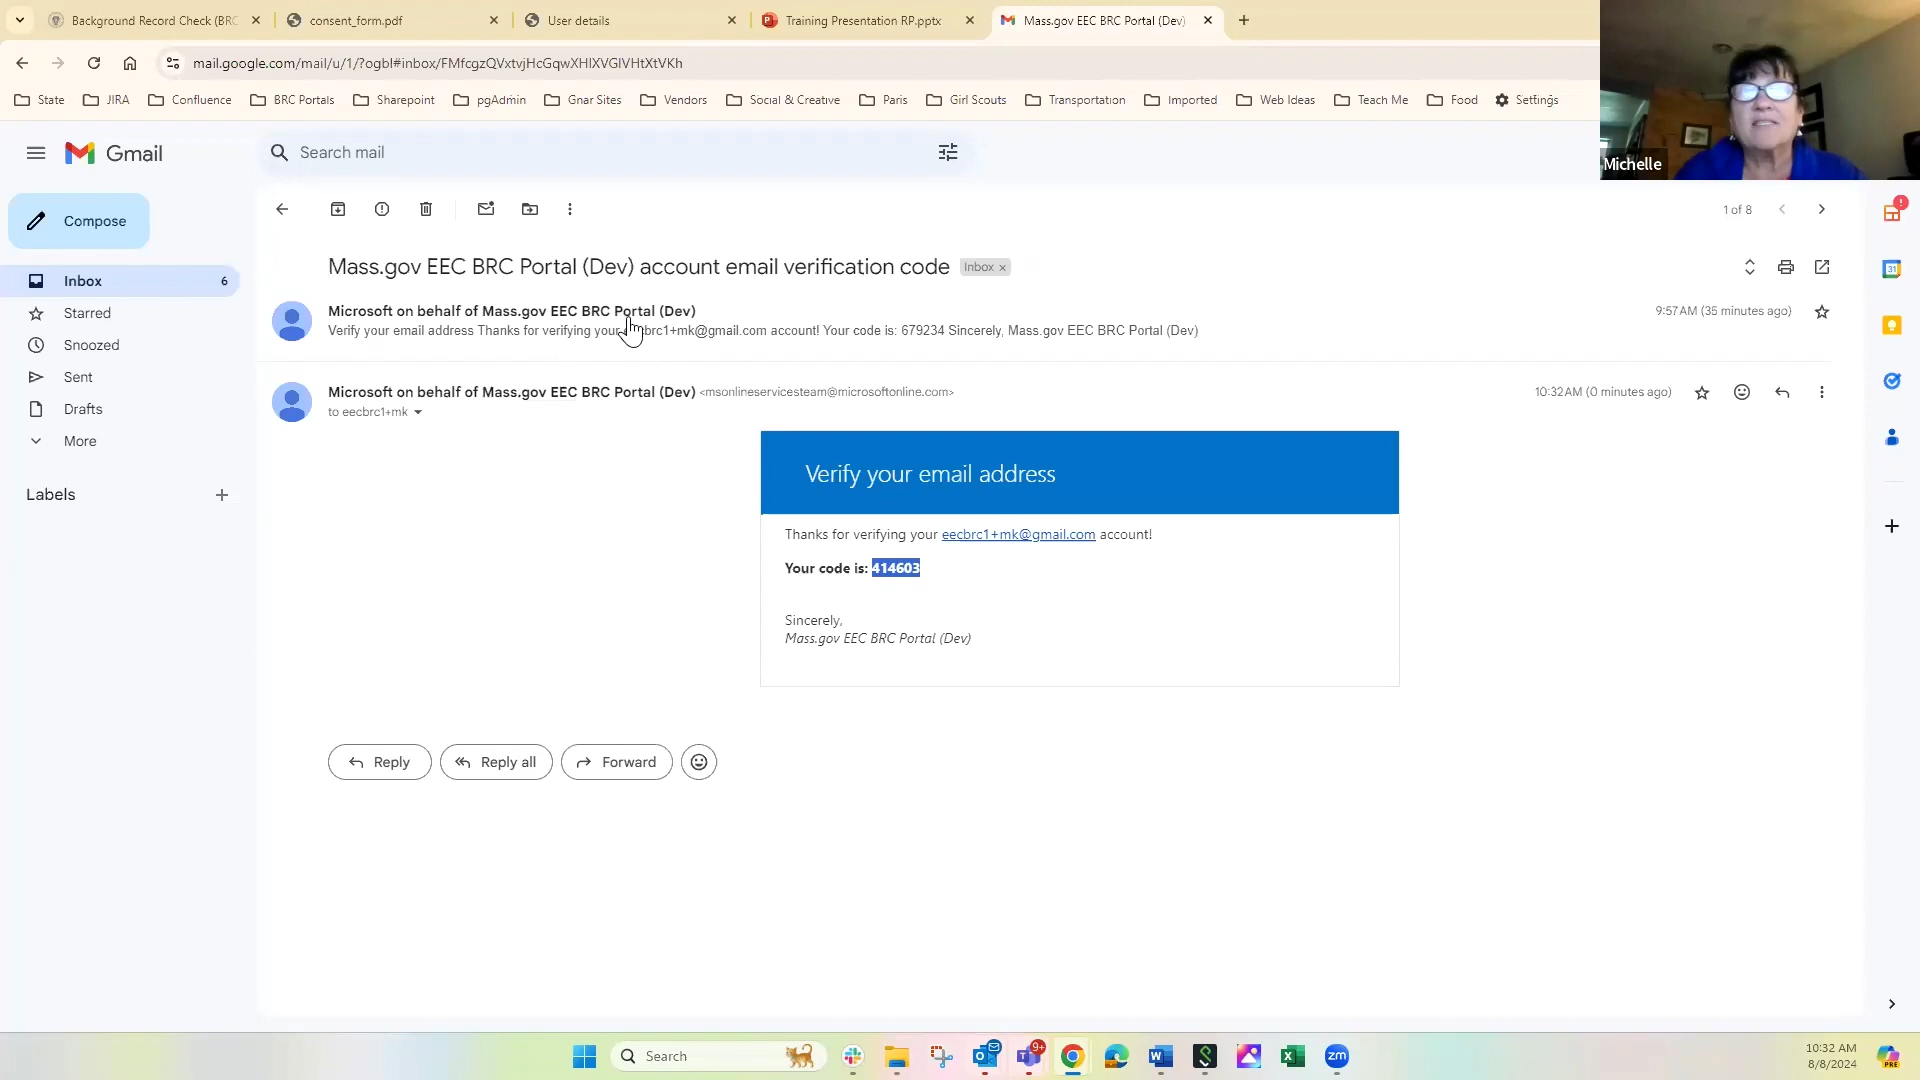 Background Record Check (BRC
consent_form.pdf
User details
Training Presentation RP.pptx
Mass.gov EEC BRC Portal (Dev)
mail.google.com/mail/u/1/?ogbl#inbox/FMfcgzQVxtvjHcGqwXHlXVGlVHtXtVKh
State
JIRA
Confluence
BRC Portals
Sharepoint
pgAdmin
Gnar Sites
Vendors
Social & Creative
Paris
Girl Scouts
Transportation
Imported
Web Ideas
Teach Me
Food
Settings
Michelle
Gmail
Search mail
Compose
1 of 8
Inbox 6
Starred
Snoozed
Sent
Drafts
More
Labels
Mass.gov EEC BRC Portal (Dev) account email verification code
Inbox ×
Microsoft on behalf of Mass.gov EEC BRC Portal (Dev)
9:57 AM (35 minutes ago)
Verify your email address Thanks for verifying your brc1+mk@gmail.com account! Your code is: 679234 Sincerely, Mass.gov EEC BRC Portal (Dev)
Microsoft on behalf of Mass.gov EEC BRC Portal (Dev) <msonlineservicesteam@microsoftonline.com>
10:32 AM (0 minutes ago)
to eecbrc1+mk
Verify your email address
Thanks for verifying your eecbrc1+mk@gmail.com account!
Your code is: 414603
Sincerely,
Mass.gov EEC BRC Portal (Dev)
Reply
Reply all
Forward
31
Search
9+
zm
10:32 AM
8/8/2024
PRE